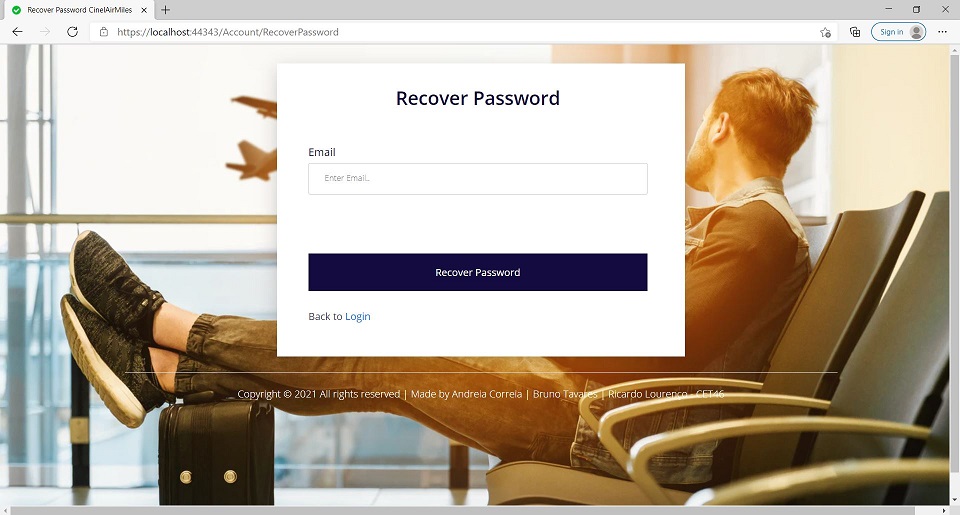 Recover Password CinelAirMiles
https://localhost:44343/Account/RecoverPassword
Sign in
Recover Password
Email
Enter Email..
Recover Password
Back to Login
Copyright © 2021 All rights reserved | Made by Andreia Correia | Bruno Tavares | Ricardo Lourenço - CET46